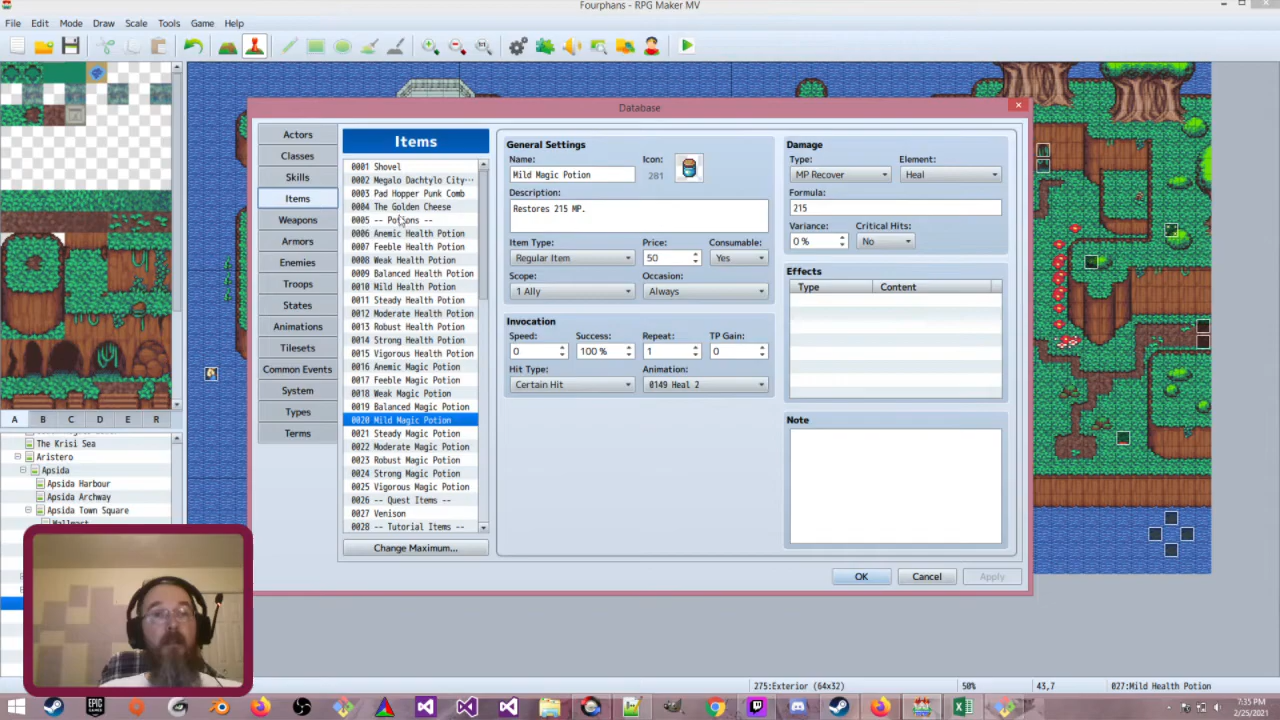 Fourphans - RPG Maker MV
File Edit Mode Draw Scale Tools Game Help
Database
Actors
Classes
Skills
Items
Weapons
Armors
Enemies
Troops
States
Animations
Tilesets
Common Events
System
Types
Terms
Items
0001 Shovel
0002 Megalo Dachtylo City...
0003 Pad Hopper Punk Comb
0004 The Golden Cheese
0005 -- Potions --
0006 Anemic Health Potion
0007 Feeble Health Potion
0008 Weak Health Potion
0009 Balanced Health Potion
0010 Mild Health Potion
0011 Steady Health Potion
0012 Moderate Health Potion
0013 Robust Health Potion
0014 Strong Health Potion
0015 Vigorous Health Potion
0016 Anemic Magic Potion
0017 Feeble Magic Potion
0018 Weak Magic Potion
0019 Balanced Magic Potion
0020 Mild Magic Potion
0021 Steady Magic Potion
0022 Moderate Magic Potion
0023 Robust Magic Potion
0024 Strong Magic Potion
0025 Vigorous Magic Potion
0026 -- Quest Items --
0027 Venison
0028 -- Tutorial Items --
Change Maximum...
General Settings
Name: Icon:
Mild Magic Potion 281
Description:
Restores 215 MP.
Item Type: Price: Consumable:
Regular Item 50 Yes
Scope: Occasion:
1 Ally Always
Invocation
Speed: Success: Repeat: TP Gain:
0 100 % 1 0
Hit Type: Animation:
Certain Hit 0149 Heal 2
Damage
Type: Element:
MP Recover Heal
Formula:
215
Variance: Critical Hits:
0 % No
Effects
Type Content
Note
OK Cancel Apply
A B C D E R
The Krisi Sea
Aristero
Apsida
Apsida Harbour
Apsida Archway
Apsida Town Square
Wallmart
275:Exterior (64x32) 50% 43,7 027:Mild Health Potion
EPIC
GAMES
7:35 PM
2/25/2021